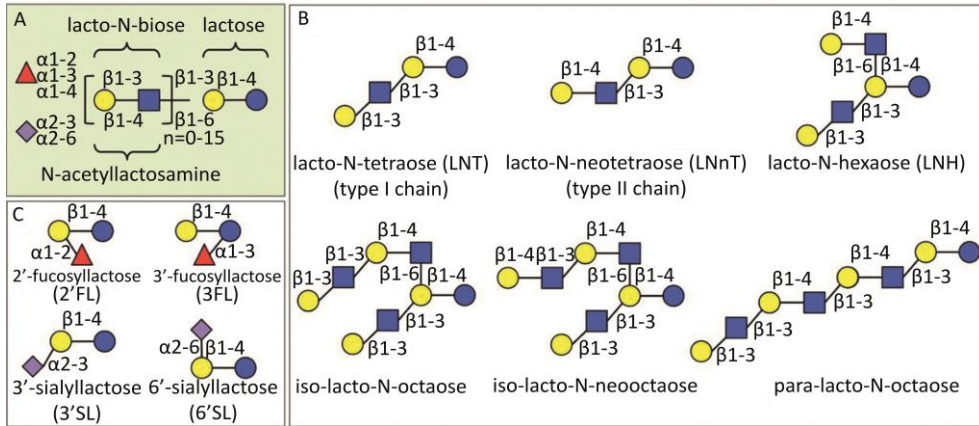 A
lacto-N-biose
lactose
α1-2
α1-3
α1-4
β1-3
β1-3
β1-4
α2-3
α2-6
β1-4
β1-6
n=0-15
N-acetyllactosamine
B
β1-4
β1-3
β1-3
lacto-N-tetraose (LNT)
(type I chain)
β1-4
β1-4
β1-3
lacto-N-neotetraose (LNnT)
(type II chain)
β1-4
β1-6
β1-4
β1-3
β1-3
lacto-N-hexaose (LNH)
C
β1-4
α1-2
2′-fucosyllactose
(2′FL)
β1-4
α1-3
3′-fucosyllactose
(3FL)
β1-4
α2-3
3′-sialyllactose
(3′SL)
α2-6
β1-4
6′-sialyllactose
(6′SL)
β1-4
β1-3
β1-3
β1-6
β1-4
β1-3
β1-3
iso-lacto-N-octaose
β1-4
β1-4
β1-3
β1-6
β1-4
β1-3
β1-3
iso-lacto-N-neooctaose
β1-4
β1-4
β1-3
β1-4
β1-3
β1-3
β1-3
para-lacto-N-octaose